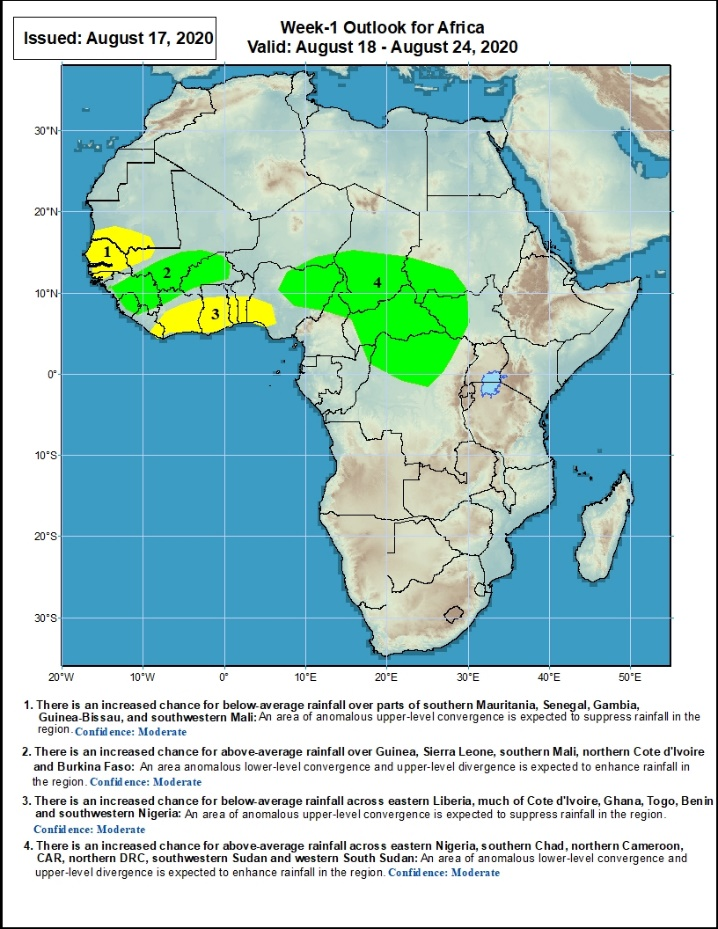 Issued: August 17, 2020
Week-1 Outlook for Africa
Valid: August 18 - August 24, 2020
20°W
10°W
0°
10°E
20°E
30°E
40°E
50°E
30°N
20°N
10°N
0°
10°S
20°S
30°S
1
2
3
4
20°W
10°W
0°
10°E
20°E
30°E
40°E
50°E
1. There is an increased chance for below-average rainfall over parts of southern Mauritania, Senegal, Gambia,
Guinea-Bissau, and southwestern Mali: An area of anomalous upper-level convergence is expected to suppress rainfall in the
region. Confidence: Moderate
2. There is an increased chance for above-average rainfall over Guinea, Sierra Leone, southern Mali, northern Cote d'Ivoire
and Burkina Faso: An area anomalous lower-level convergence and upper-level divergence is expected to enhance rainfall in
the region. Confidence: Moderate
3. There is an increased chance for below-average rainfall across eastern Liberia, much of Cote d'Ivoire, Ghana, Togo, Benin
and southwestern Nigeria: An area of anomalous upper-level convergence is expected to suppress rainfall in the region.
Confidence: Moderate
4. There is an increased chance for above-average rainfall across eastern Nigeria, southern Chad, northern Cameroon,
CAR, northern DRC, southwestern Sudan and western South Sudan: An area of anomalous lower-level convergence and
upper-level divergence is expected to enhance rainfall in the region. Confidence: Moderate